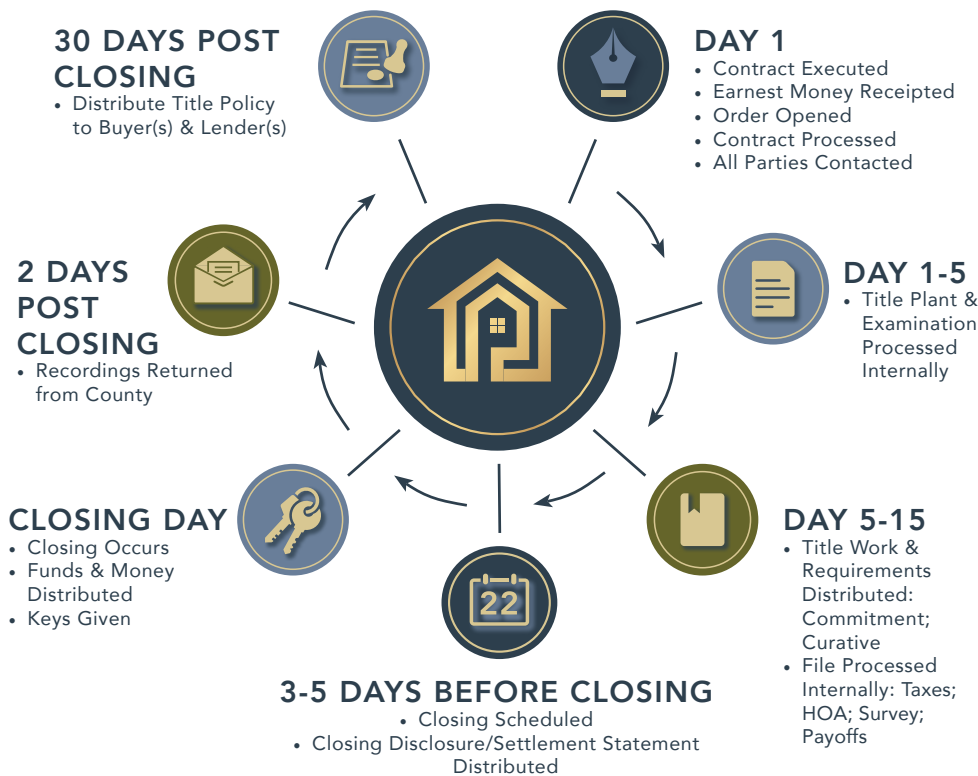 DAY 1
• Contract Executed
• Earnest Money Receipted
• Order Opened
• Contract Processed
• All Parties Contacted
DAY 1-5
• Title Plant &
Examination
Processed
Internally
DAY 5-15
• Title Work &
Requirements
Distributed:
Commitment;
Curative
• File Processed
Internally: Taxes;
HOA; Survey;
Payoffs
22
3-5 DAYS BEFORE CLOSING
• Closing Scheduled
• Closing Disclosure/Settlement Statement
Distributed
CLOSING DAY
• Closing Occurs
• Funds & Money
Distributed
• Keys Given
2 DAYS
POST
CLOSING
• Recordings Returned
from County
30 DAYS POST
CLOSING
• Distribute Title Policy
to Buyer(s) & Lender(s)